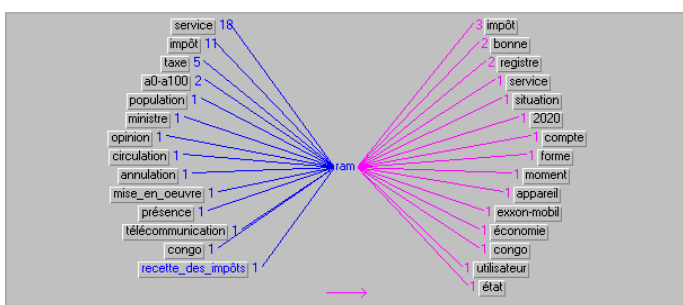 service 18
impôt 11
taxe 5
a0-a100 2
population 1
ministre 1
opinion 1
circulation 1
annulation 1
mise_en_oeuvre 1
présence 1
télécommunication 1
congo 1
recette_des_impôts 1
ram
3 impôt
2 bonne
2 registre
1 service
1 situation
1 2020
1 compte
1 forme
1 moment
1 appareil
1 exxon-mobil
1 économie
1 congo
1 utilisateur
1 état